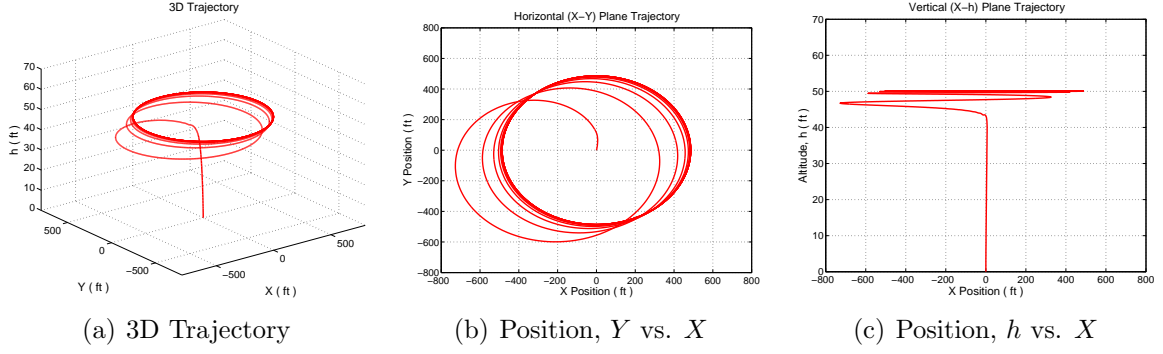 3D Trajectory
70
60
50
40
30
20
10
0
h ( ft )
500
0
−500
Y ( ft )
−500
0
500
X ( ft )
(a) 3D Trajectory
Horizontal (X−Y) Plane Trajectory
800
600
400
200
0
−200
−400
−600
−800
Y Position ( ft )
−800 −600 −400 −200 0 200 400 600 800
X Position ( ft )
(b) Position, Y vs. X
Vertical (X−h) Plane Trajectory
70
60
50
40
30
20
10
0
Altitude, h ( ft )
−800 −600 −400 −200 0 200 400 600 800
X Position ( ft )
(c) Position, h vs. X